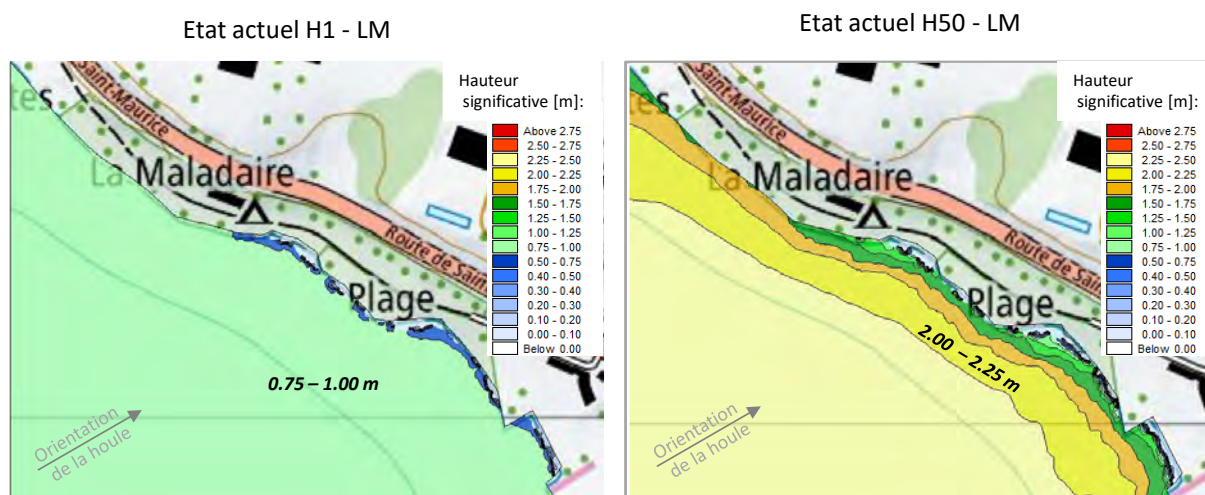 Etat actuel H1 - LM
Hauteur
significative [m]:
Above 2.75
2.50 - 2.75
2.25 - 2.50
2.00 - 2.25
1.75 - 2.00
1.50 - 1.75
1.25 - 1.50
1.00 - 1.25
0.75 - 1.00
0.50 - 0.75
0.40 - 0.50
0.30 - 0.40
0.20 - 0.30
0.10 - 0.20
0.00 - 0.10
Below 0.00
tes
Saint-Maurice
La Maladaire
Route de Sain
Plage
0.75 – 1.00 m
Orientation
de la houle
Etat actuel H50 - LM
Hauteur
significative [m]:
Above 2.75
2.50 - 2.75
2.25 - 2.50
2.00 - 2.25
1.75 - 2.00
1.50 - 1.75
1.25 - 1.50
1.00 - 1.25
0.75 - 1.00
0.50 - 0.75
0.40 - 0.50
0.30 - 0.40
0.20 - 0.30
0.10 - 0.20
0.00 - 0.10
Below 0.00
tes
Saint-Maurice
La Maladaire
Route de Sain
Plage
2.00 – 2.25 m
Orientation
de la houle